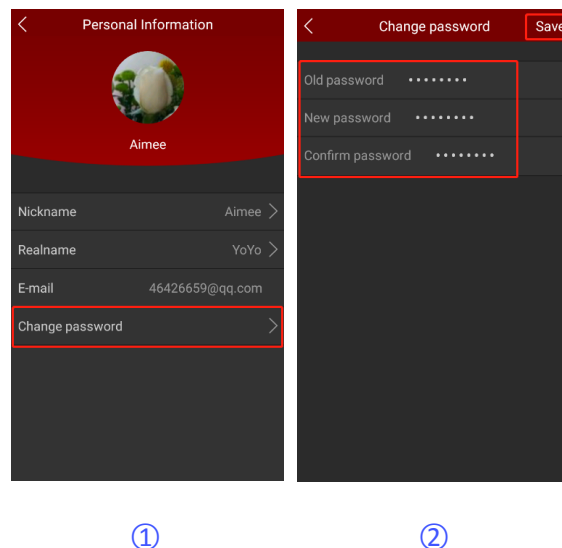 Personal Information
Aimee
Nickname Aimee
Realname YoYo
E-mail 46426659@qq.com
Change password
①
Change password Save
Old password ••••••••
New password ••••••••
Confirm password ••••••••
②